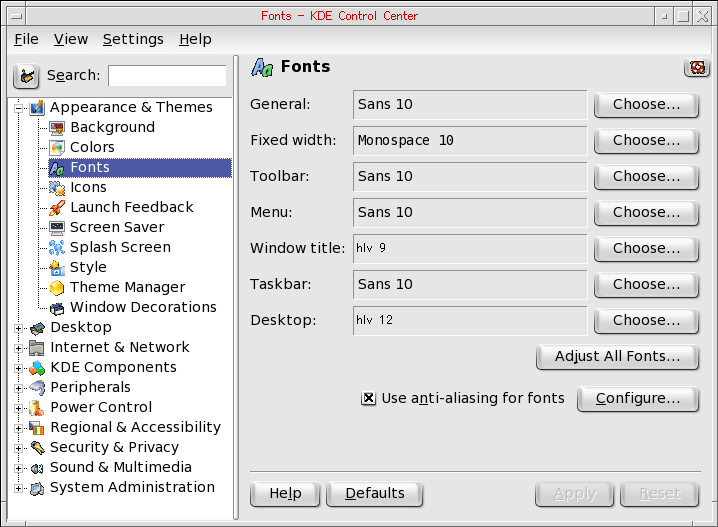 Fonts - KDE Control Center
File View Settings Help
Search:
Appearance & Themes
Background
Colors
Fonts
Icons
Launch Feedback
Screen Saver
Splash Screen
Style
Theme Manager
Window Decorations
Desktop
Internet & Network
KDE Components
Peripherals
Power Control
Regional & Accessibility
Security & Privacy
Sound & Multimedia
System Administration
Fonts
General: Sans 10 Choose...
Fixed width: Monospace 10 Choose...
Toolbar: Sans 10 Choose...
Menu: Sans 10 Choose...
Window title: hlv 9 Choose...
Taskbar: Sans 10 Choose...
Desktop: hlv 12 Choose...
Adjust All Fonts...
Use anti-aliasing for fonts Configure...
Help Defaults Apply Reset